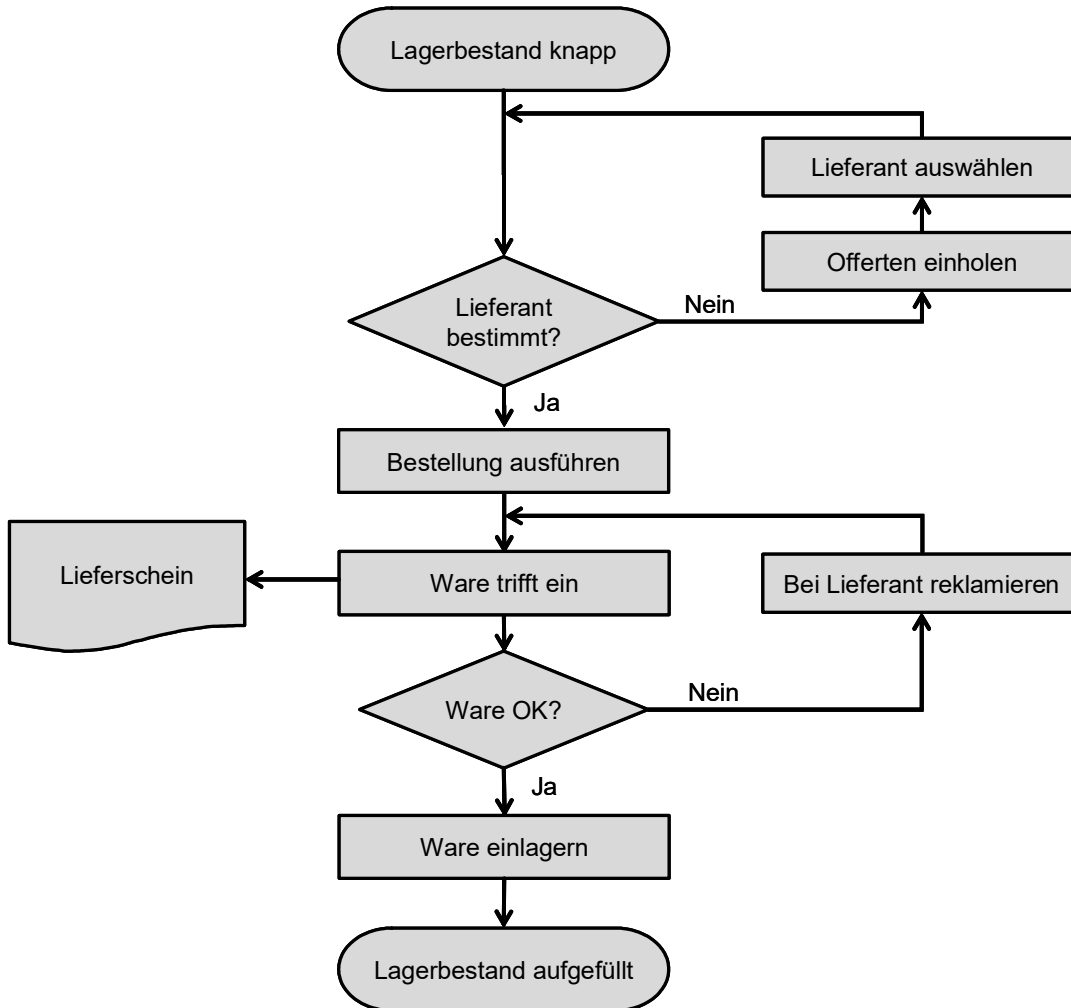 Lagerbestand knapp
Lieferant auswählen
Offerten einholen
Lieferant
bestimmt?
Nein
Ja
Bestellung ausführen
Lieferschein
Ware trifft ein
Bei Lieferant reklamieren
Ware OK?
Nein
Ja
Ware einlagern
Lagerbestand aufgefüllt